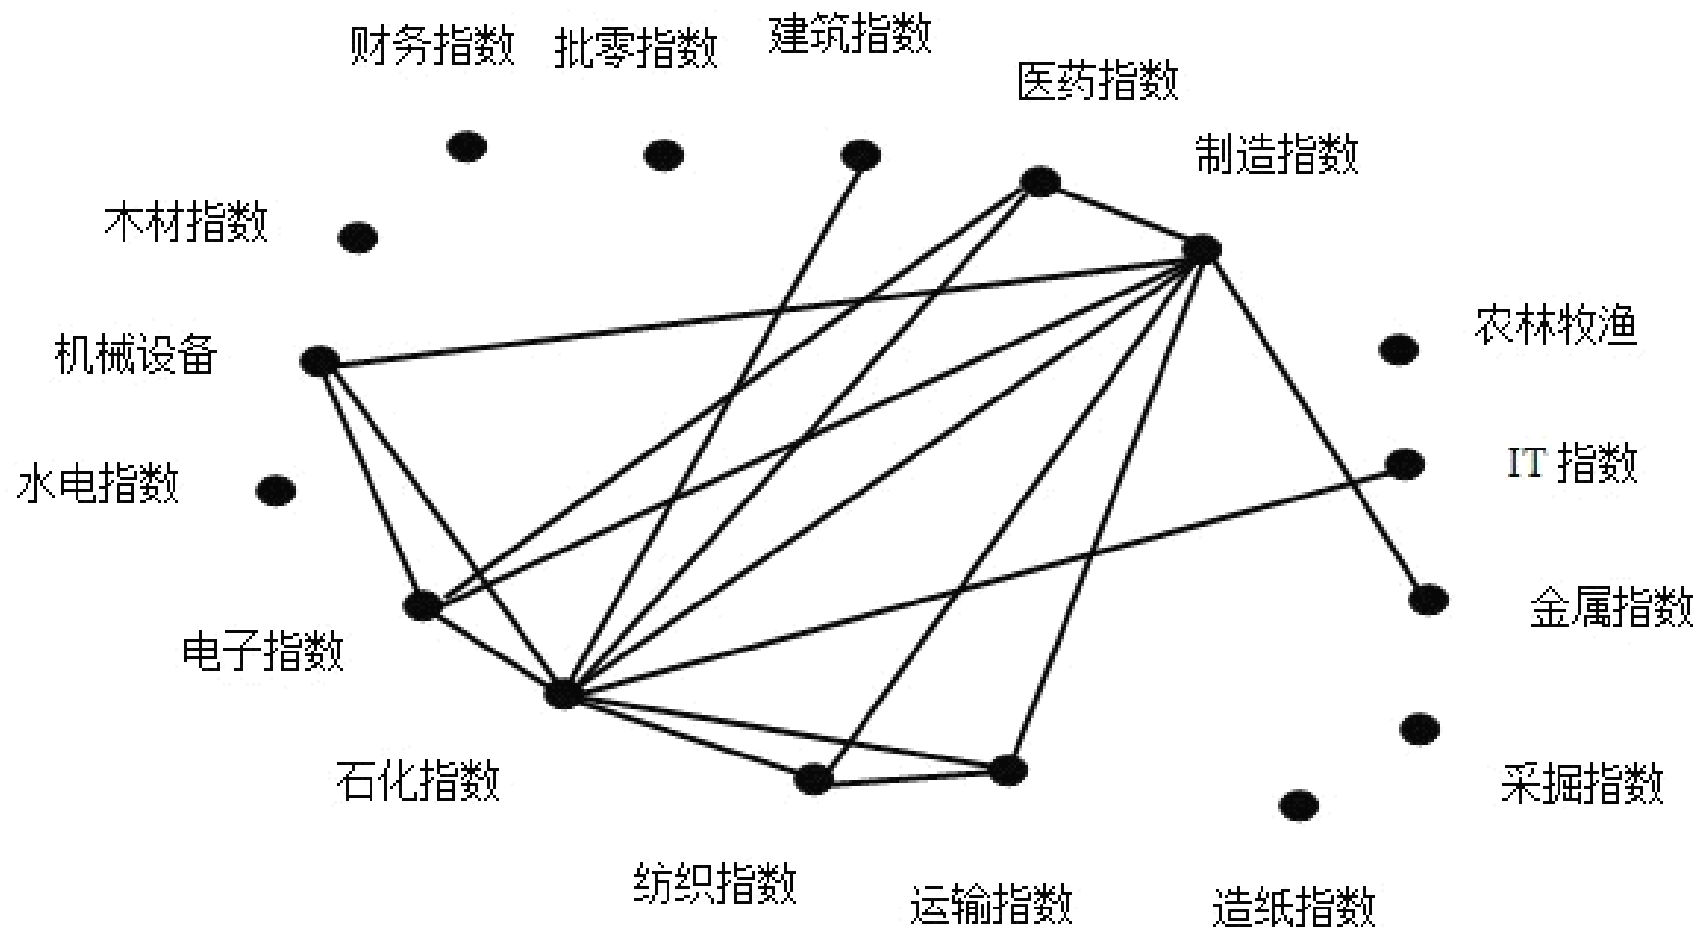 财务指数
批零指数
建筑指数
医药指数
制造指数
木材指数
农林牧渔
机械设备
IT 指数
水电指数
金属指数
电子指数
石化指数
采掘指数
纺织指数
运输指数
造纸指数